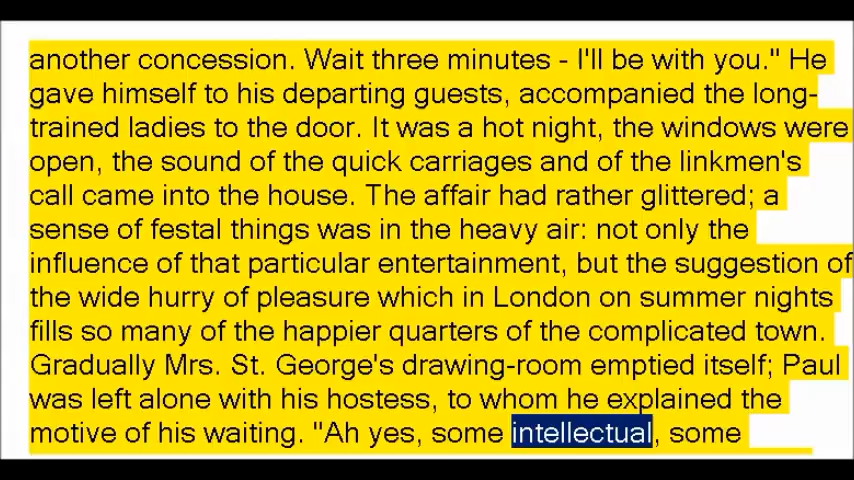 another concession. Wait three minutes - I'll be with you." He
gave himself to his departing guests, accompanied the long-
trained ladies to the door. It was a hot night, the windows were
open, the sound of the quick carriages and of the linkmen's
call came into the house. The affair had rather glittered; a
sense of festal things was in the heavy air: not only the
influence of that particular entertainment, but the suggestion of
the wide hurry of pleasure which in London on summer nights
fills so many of the happier quarters of the complicated town.
Gradually Mrs. St. George's drawing-room emptied itself; Paul
was left alone with his hostess, to whom he explained the
motive of his waiting. "Ah yes, some intellectual, some